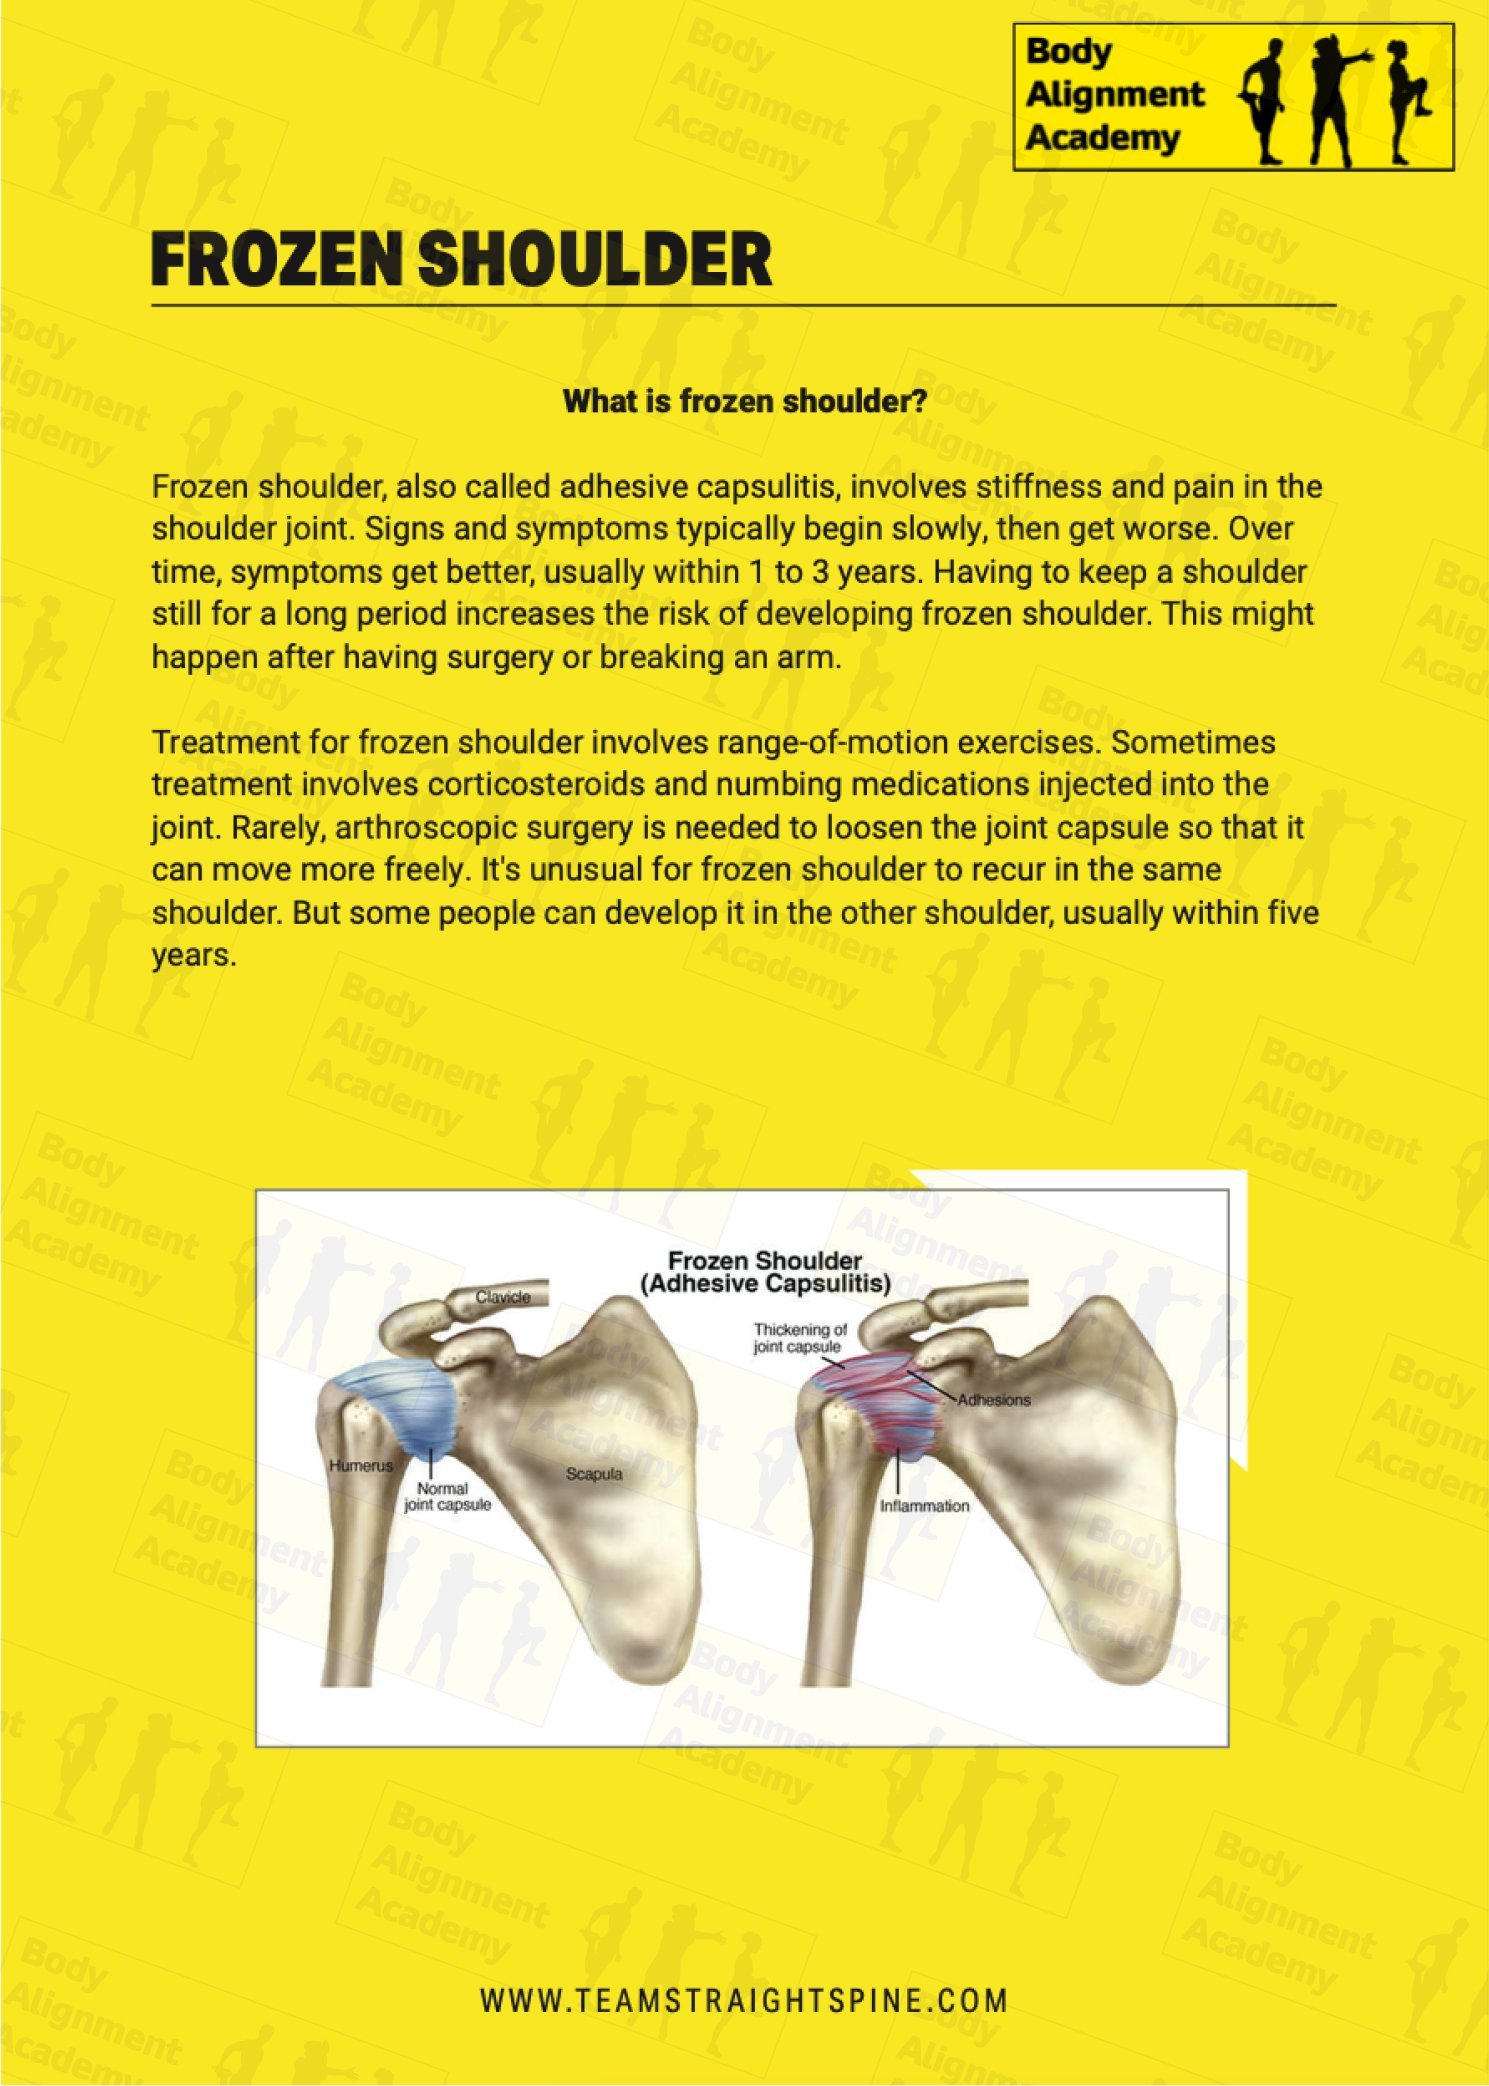 Body
Alignment
Academy
FROZEN SHOULDER
What is frozen shoulder?
Frozen shoulder, also called adhesive capsulitis, involves stiffness and pain in the
shoulder joint. Signs and symptoms typically begin slowly, then get worse. Over
time, symptoms get better, usually within 1 to 3 years. Having to keep a shoulder
still for a long period increases the risk of developing frozen shoulder. This might
happen after having surgery or breaking an arm.
Treatment for frozen shoulder involves range-of-motion exercises. Sometimes
treatment involves corticosteroids and numbing medications injected into the
joint. Rarely, arthroscopic surgery is needed to loosen the joint capsule so that it
can move more freely. It's unusual for frozen shoulder to recur in the same
shoulder. But some people can develop it in the other shoulder, usually within five
years.
Frozen Shoulder
(Adhesive Capsulitis)
Clavicle
Humerus
Normal
joint capsule
Scapula
Thickening of
joint capsule
Adhesions
Inflammation
WWW.TEAMSTRAIGHTSPINE.COM